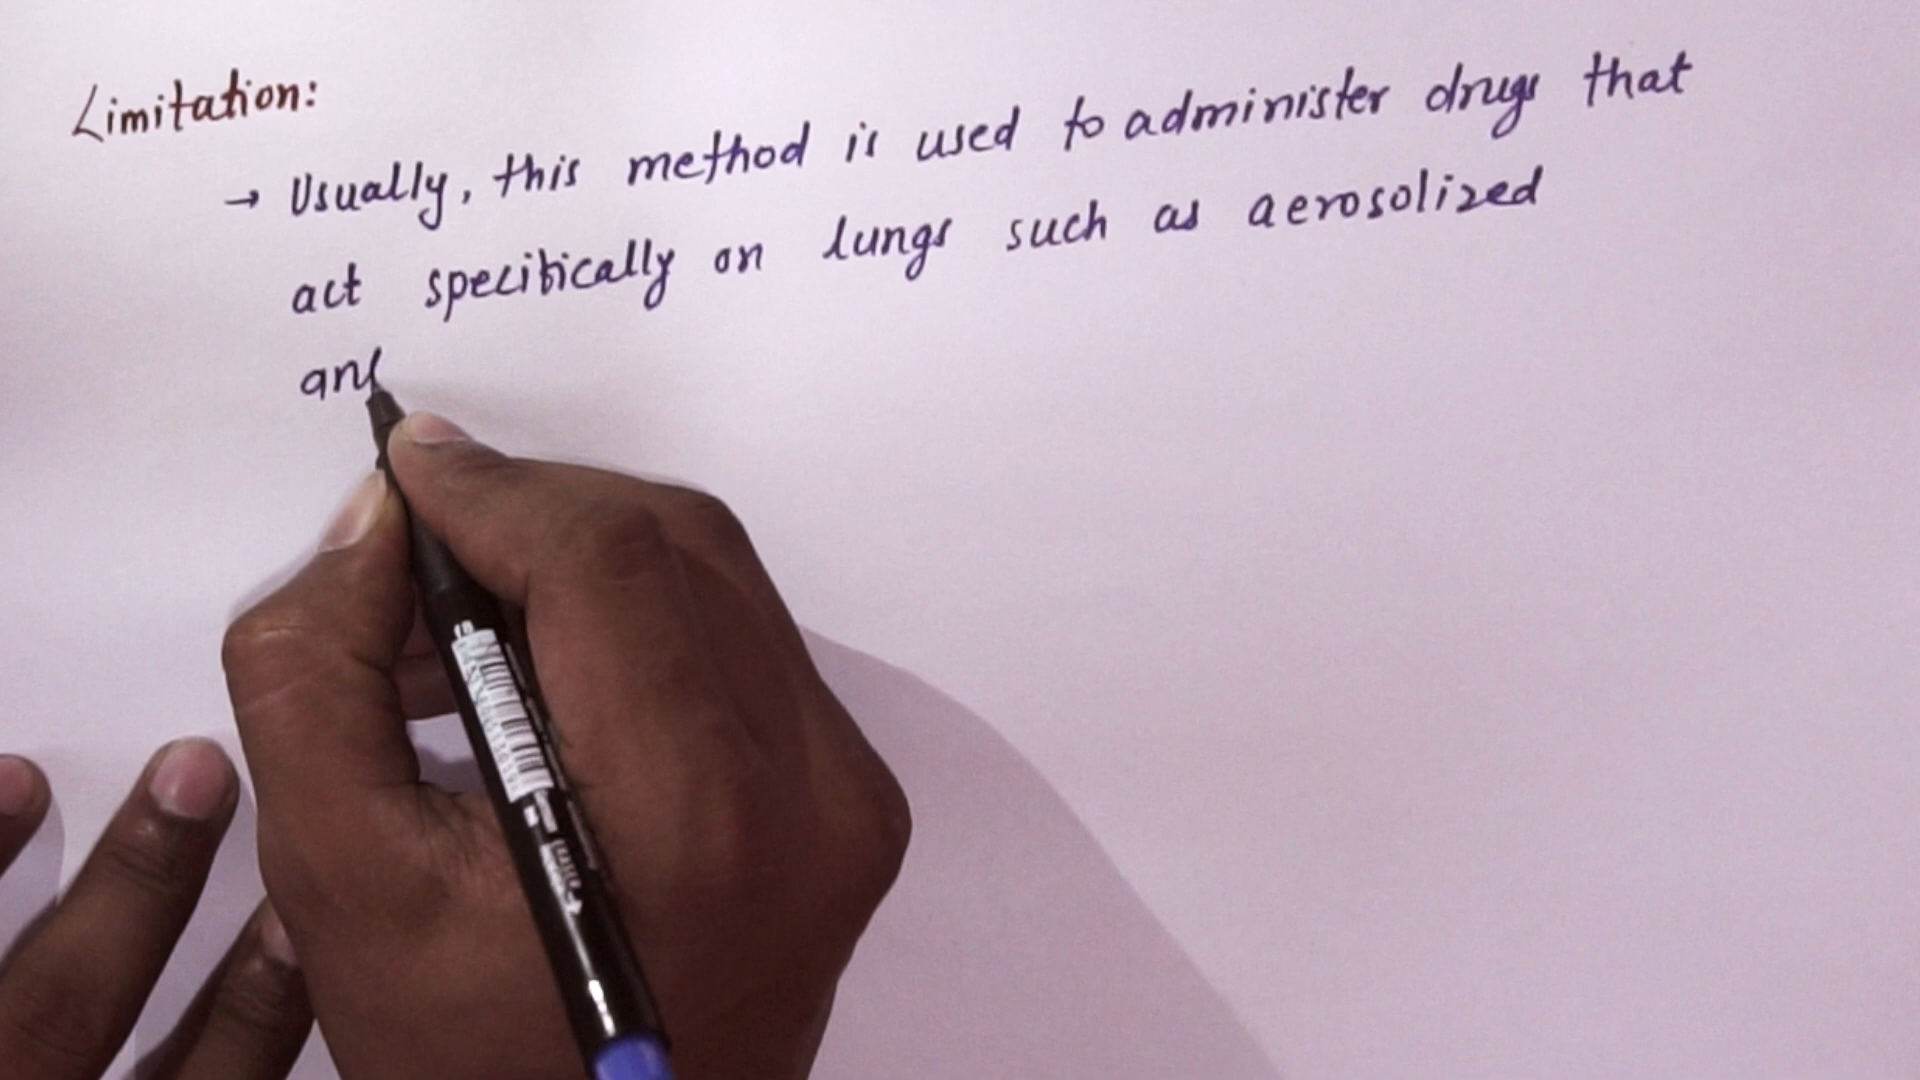 Limitation:
→ Usually, this method is used to administer drugs that
act specifically on lungs such as aerosolized